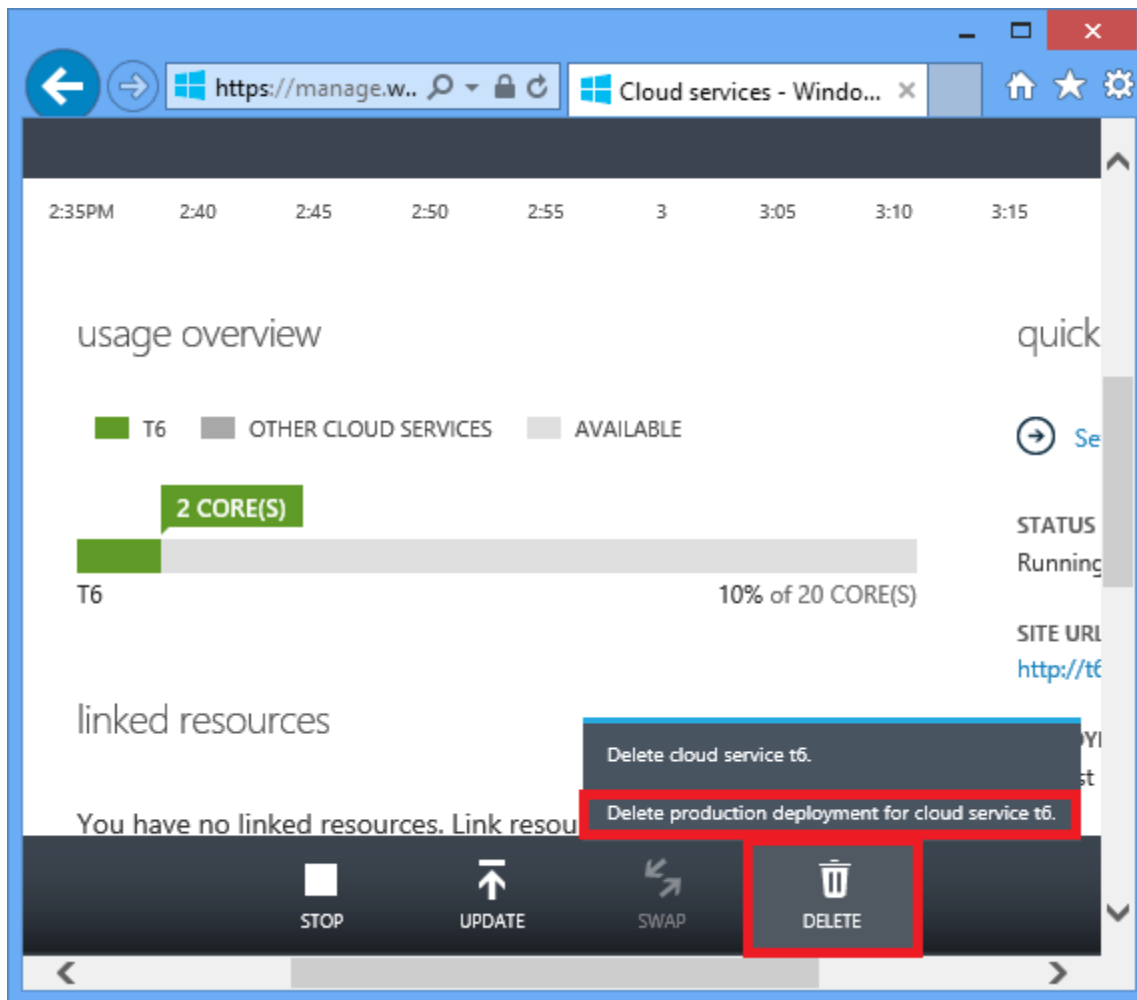 https://manage.w..
Cloud services - Windo...
2:35PM 2:40 2:45 2:50 2:55 3 3:05 3:10 3:15
usage overview
quick
T6 OTHER CLOUD SERVICES AVAILABLE
Se
2 CORE(S)
STATUS
Running
T6 10% of 20 CORE(S)
SITE URL
http://t6
linked resources
Delete cloud service t6.
Delete production deployment for cloud service t6.
You have no linked resources. Link resou
STOP UPDATE SWAP DELETE